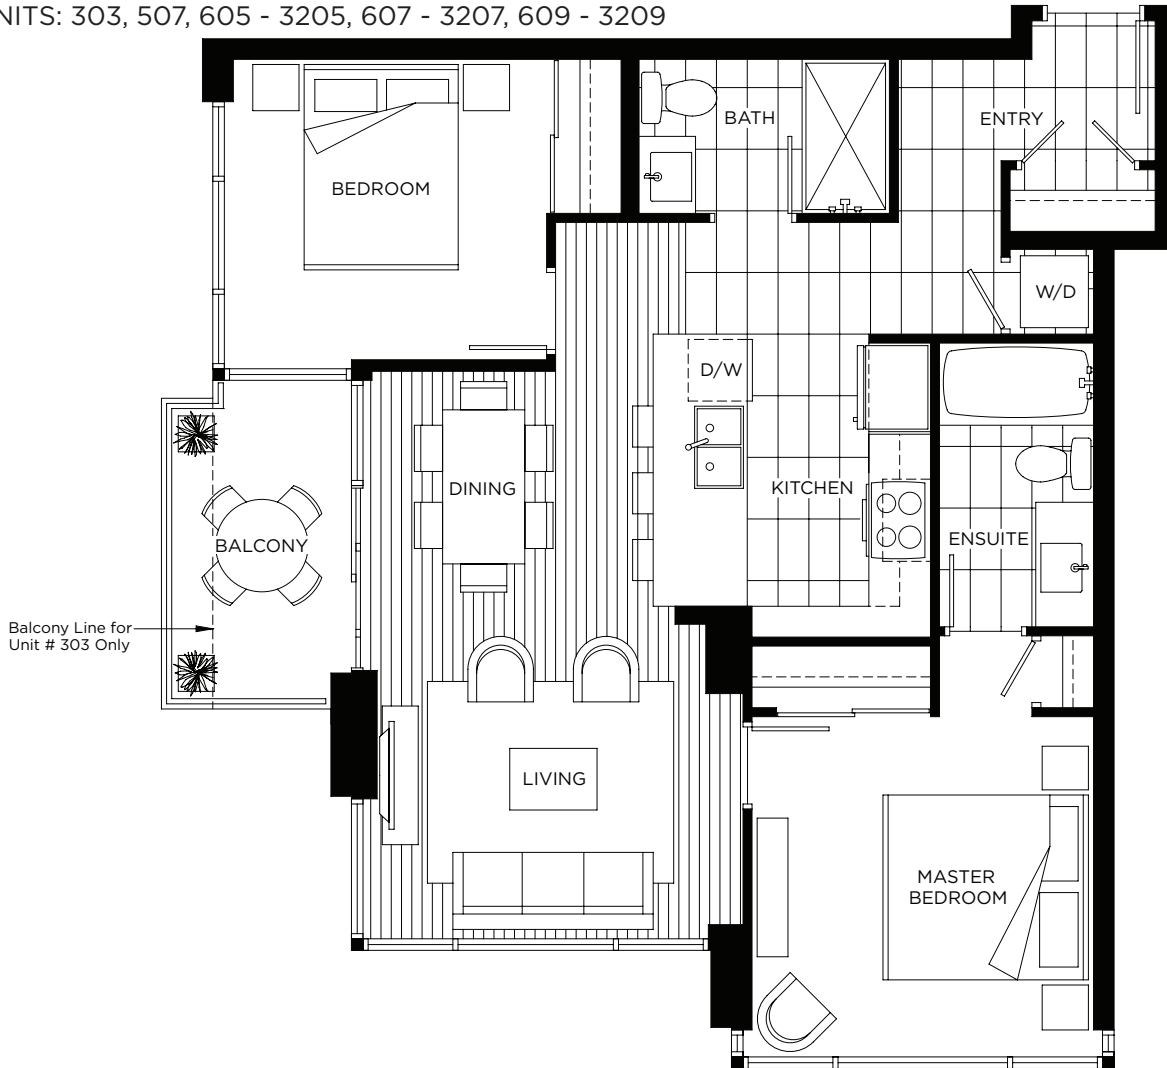 NITS: 303, 507, 605 - 3205, 607 - 3207, 609 - 3209
BATH
ENTRY
BEDROOM
W/D
D/W
DINING
KITCHEN
BALCONY
ENSUITE
Balcony Line for
Unit # 303 Only
LIVING
MASTER
BEDROOM